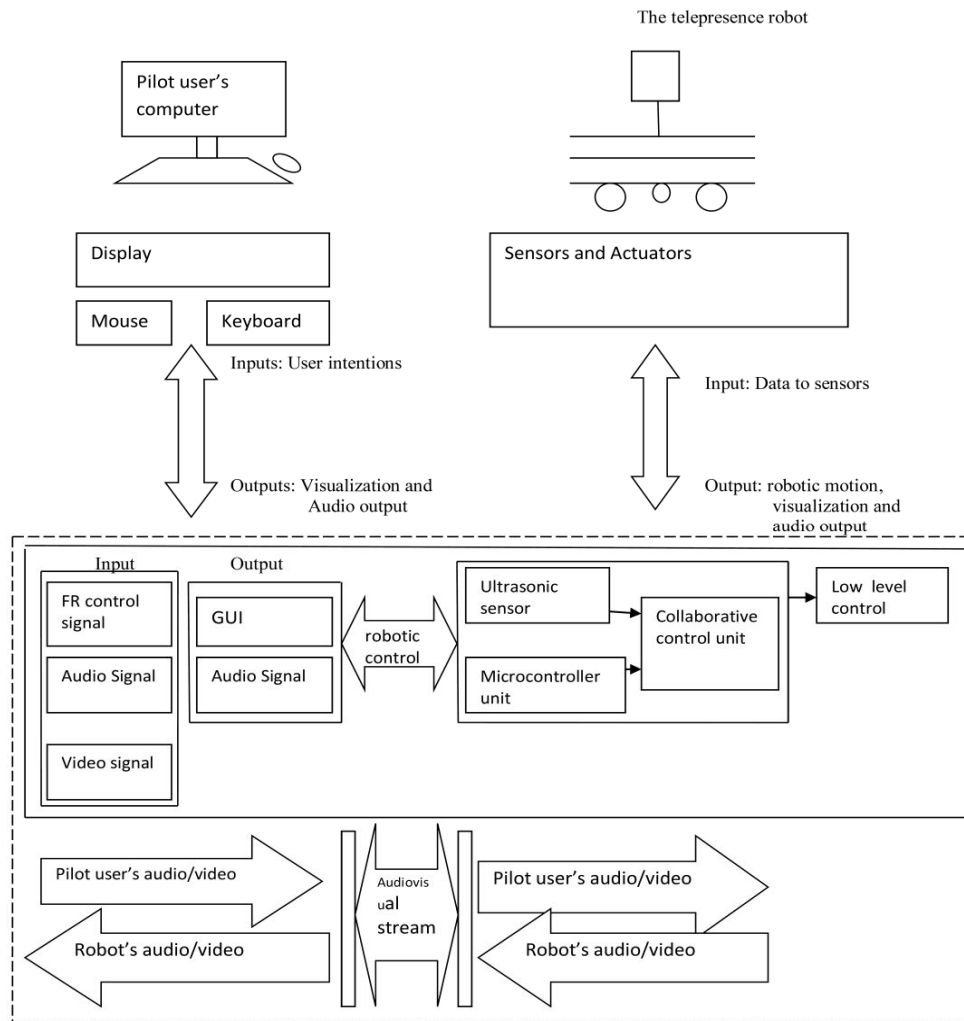 The telepresence robot
Pilot user's
computer
Display
Mouse
Keyboard
Sensors and Actuators
Inputs: User intentions
Input: Data to sensors
Outputs: Visualization and
Audio output
Output: robotic motion,
visualization and
audio output
Input
Output
FR control
signal
Audio Signal
Video signal
GUI
Audio Signal
robotic
control
Ultrasonic
sensor
Microcontroller
unit
Collaborative
control unit
Low level
control
Pilot user's audio/video
Robot's audio/video
Audiovis
ual
stream
Pilot user's audio/video
Robot's audio/video